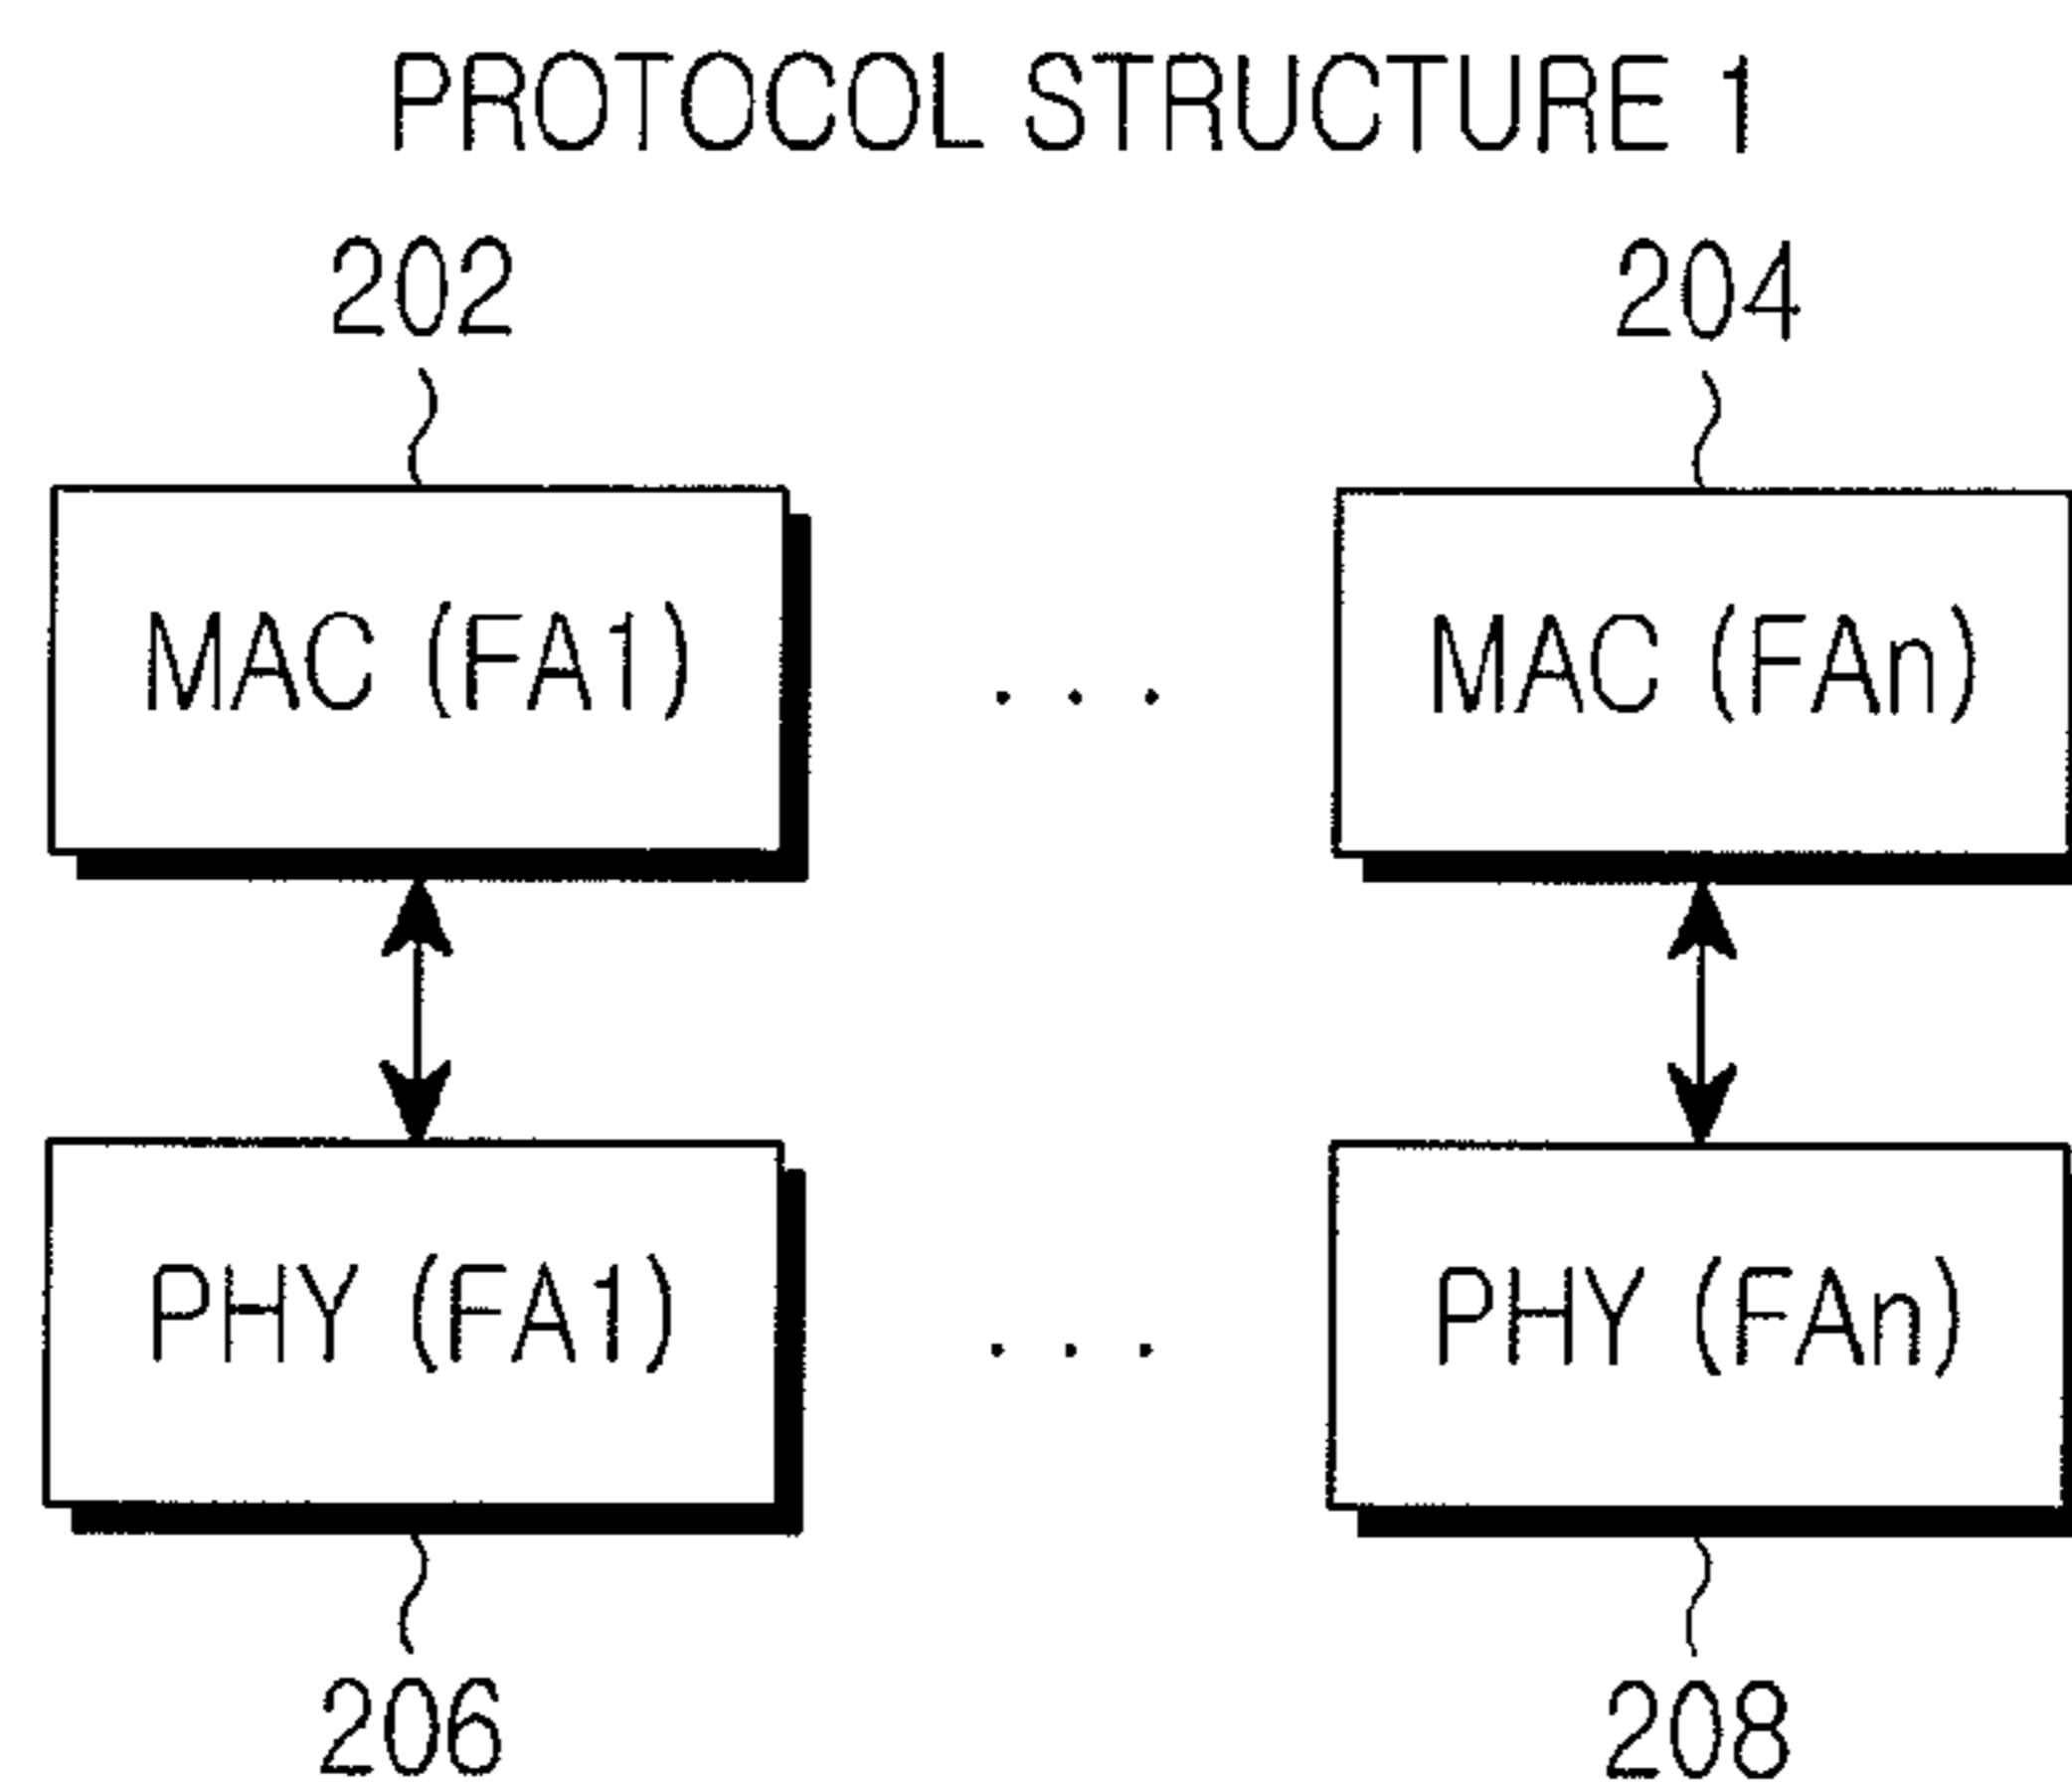 PROTOCOL STRUCTURE 1
202 204
MAC (FA1) . . . MAC (FAn)
PHY (FA1) . . . PHY (FAn)
206 208